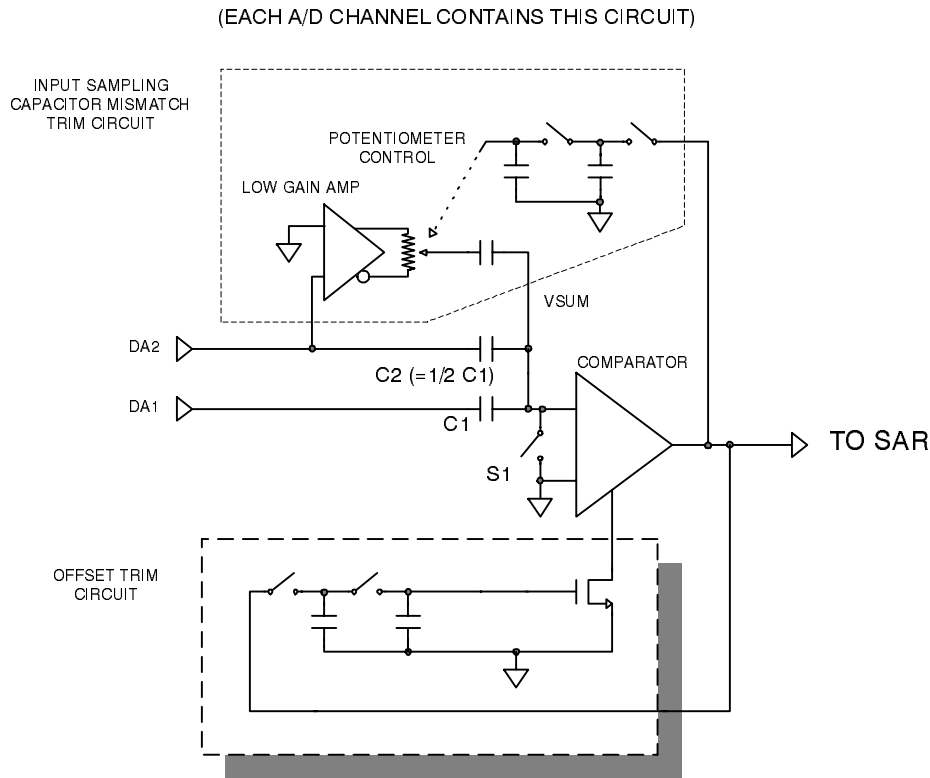 (EACH A/D CHANNEL CONTAINS THIS CIRCUIT)
INPUT SAMPLING
CAPACITOR MISMATCH
TRIM CIRCUIT
POTENTIOMETER
CONTROL
LOW GAIN AMP
VSUM
DA2
C2 (=1/2 C1)
COMPARATOR
DA1
C1
TO SAR
S1
OFFSET TRIM
CIRCUIT